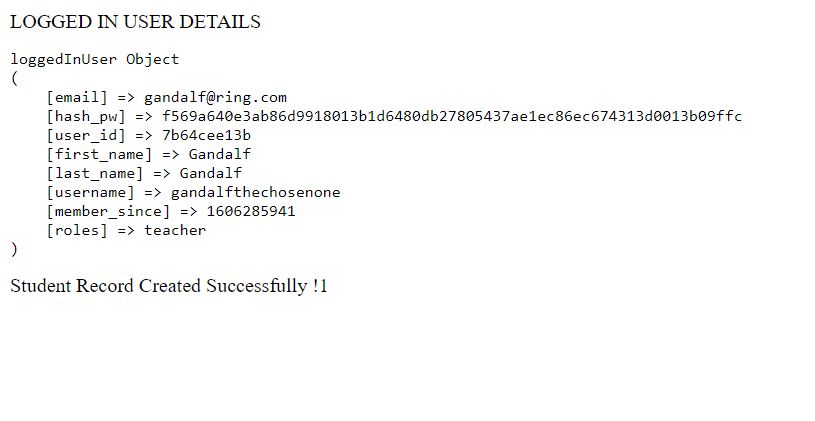 LOGGED IN USER DETAILS
loggedInUser Object
(
[email] => gandalf@ring.com
[hash_pw] => f569a640e3ab86d9918013b1d6480db27805437ae1ec86ec674313d0013b09ffc
[user_id] => 7b64cee13b
[first_name] => Gandalf
[last_name] => Gandalf
[username] => gandalfthechosenone
[member_since] => 1606285941
[roles] => teacher
)
Student Record Created Successfully !1